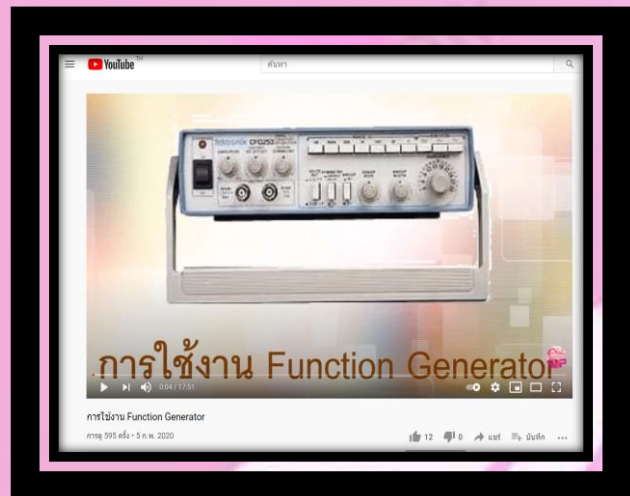 YouTube TH
ค้นหา
Tektronix CFG253
การใช้งาน Function Generator
0:04 / 17:51
การใช้งาน Function Generator
การดู 595 ครั้ง • 5 ก.พ. 2020
12
0
แชร์
บันทึก